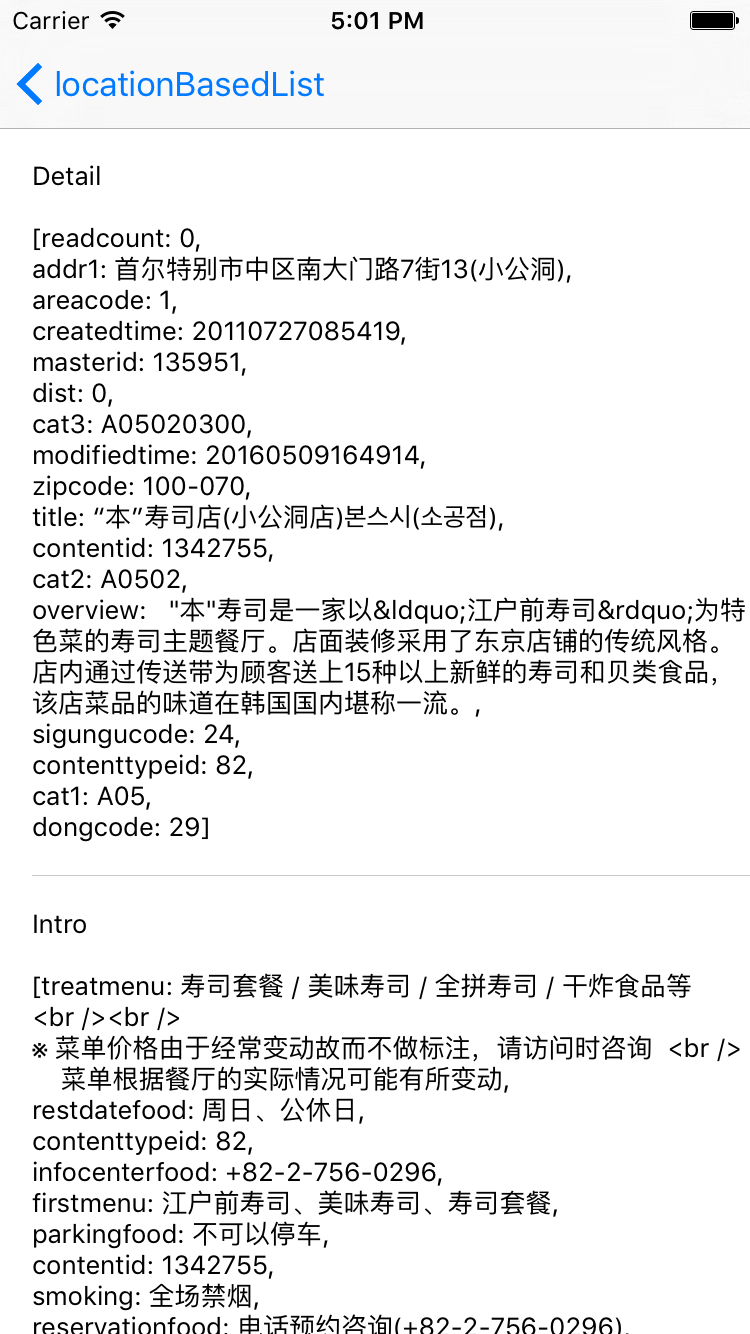 Carrier 5:01 PM
locationBasedList
Detail
[readcount: 0,
addr1: 首尔特别市中区南大门路7街13(小公洞),
areacode: 1,
createdtime: 20110727085419,
masterid: 135951,
dist: 0,
cat3: A05020300,
modifiedtime: 20160509164914,
zipcode: 100-070,
title: “本”寿司店(小公洞店)본스시(소공점),
contentid: 1342755,
cat2: A0502,
overview:   "本"寿司是一家以&ldquo;江户前寿司&rdquo;为特
色菜的寿司主题餐厅。店面装修采用了东京店铺的传统风格。
店内通过传送带为顾客送上15种以上新鲜的寿司和贝类食品，
该店菜品的味道在韩国国内堪称一流。,
sigungucode: 24,
contenttypeid: 82,
cat1: A05,
dongcode: 29]
Intro
[treatmenu: 寿司套餐 / 美味寿司 / 全拼寿司 / 干炸食品等
<br /><br />
※ 菜单价格由于经常变动故而不做标注，请访问时咨询  <br />
菜单根据餐厅的实际情况可能有所变动,
restdatefood: 周日、公休日,
contenttypeid: 82,
infocenterfood: +82-2-756-0296,
firstmenu: 江户前寿司、美味寿司、寿司套餐,
parkingfood: 不可以停车,
contentid: 1342755,
smoking: 全场禁烟,
reservationfood: 电话预约咨询(+82-2-756-0296),